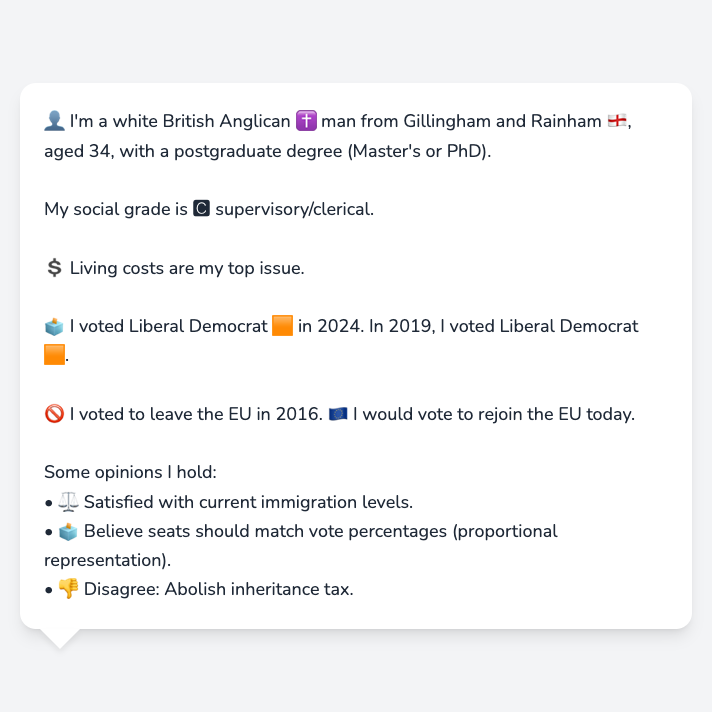 👤 I'm a white British Anglican ✝️ man from Gillingham and Rainham 🏴󠁧󠁢󠁥󠁮󠁧󠁿,
aged 34, with a postgraduate degree (Master's or PhD).
My social grade is 🅲 supervisory/clerical.
💲 Living costs are my top issue.
🗳️ I voted Liberal Democrat 🟧 in 2024. In 2019, I voted Liberal Democrat
🟧.
🚫 I voted to leave the EU in 2016. 🇪🇺 I would vote to rejoin the EU today.
Some opinions I hold:
• ⚖️ Satisfied with current immigration levels.
• 🗳️ Believe seats should match vote percentages (proportional
representation).
• 👎 Disagree: Abolish inheritance tax.